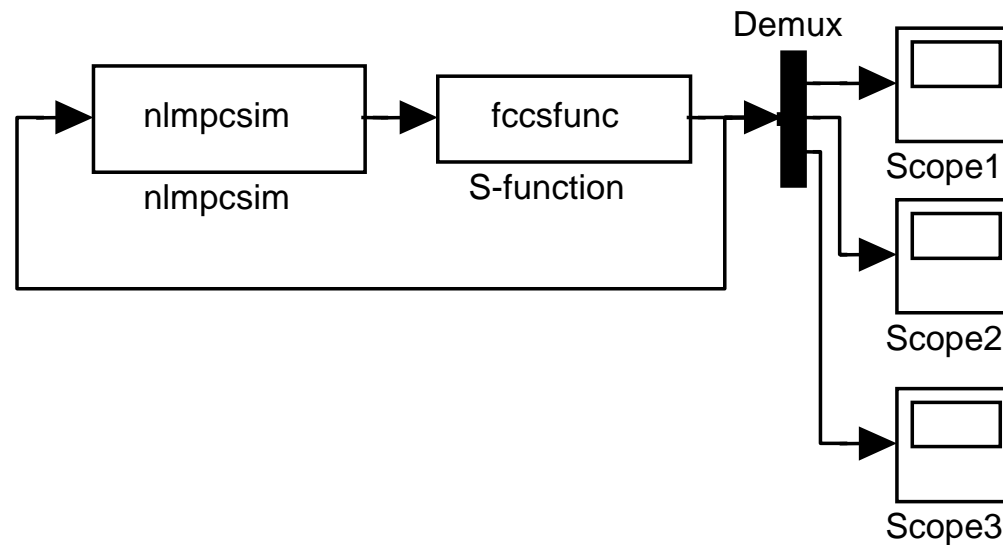 Demux
nlmpcsim
fccsfunc
nlmpcsim
S-function
Scope1
Scope2
Scope3